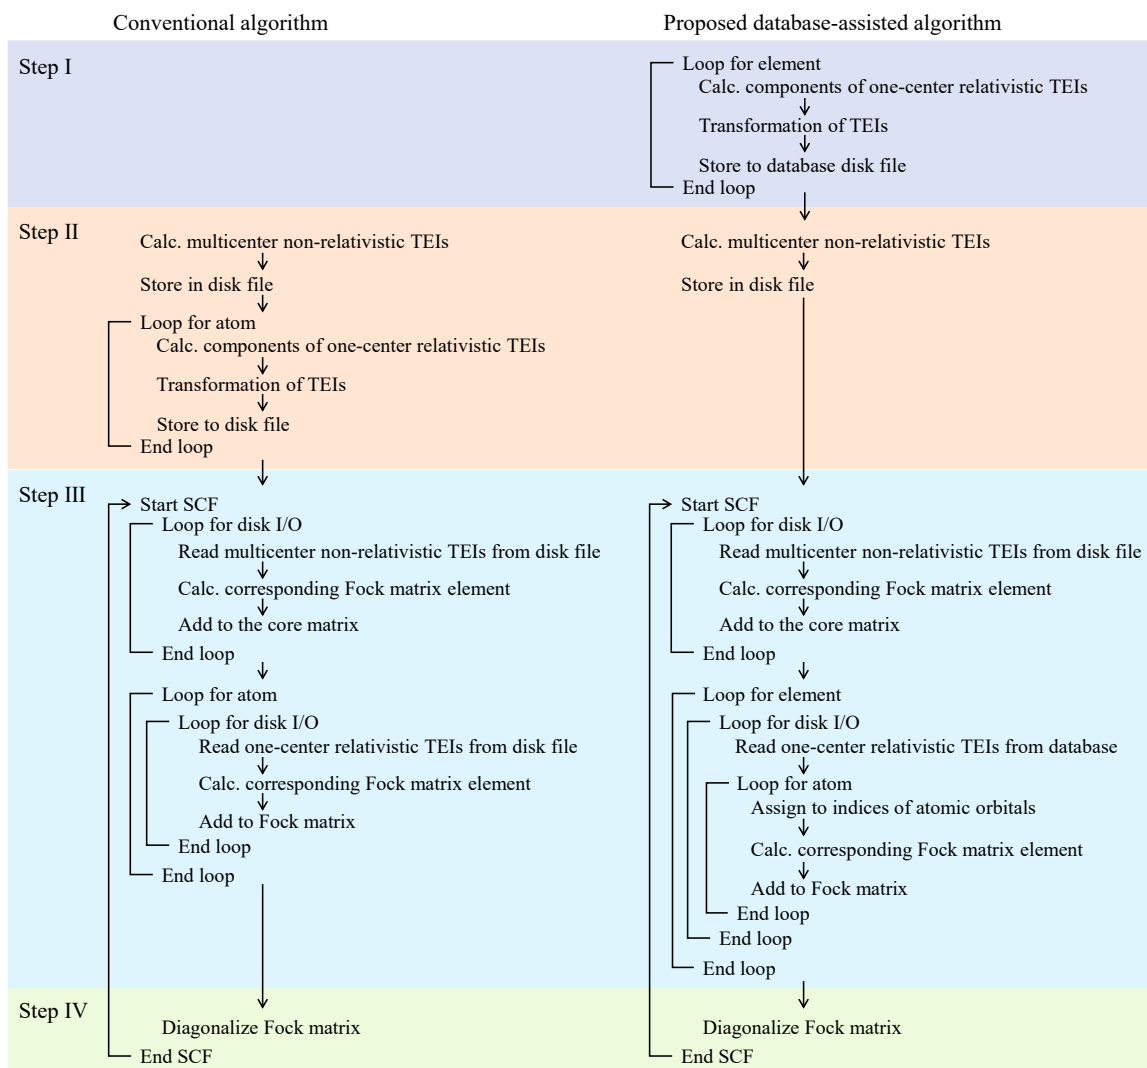 Conventional algorithm
Proposed database-assisted algorithm
Step I
Loop for element
Calc. components of one-center relativistic TEIs
Transformation of TEIs
Store to database disk file
End loop
Step II
Calc. multicenter non-relativistic TEIs
Store in disk file
Loop for atom
Calc. components of one-center relativistic TEIs
Transformation of TEIs
Store to disk file
End loop
Calc. multicenter non-relativistic TEIs
Store in disk file
Step III
Start SCF
Loop for disk I/O
Read multicenter non-relativistic TEIs from disk file
Calc. corresponding Fock matrix element
Add to the core matrix
End loop
Loop for atom
Loop for disk I/O
Read one-center relativistic TEIs from disk file
Calc. corresponding Fock matrix element
Add to Fock matrix
End loop
End loop
Start SCF
Loop for disk I/O
Read multicenter non-relativistic TEIs from disk file
Calc. corresponding Fock matrix element
Add to the core matrix
End loop
Loop for element
Loop for disk I/O
Read one-center relativistic TEIs from database
Loop for atom
Assign to indices of atomic orbitals
Calc. corresponding Fock matrix element
Add to Fock matrix
End loop
End loop
End loop
Step IV
Diagonalize Fock matrix
End SCF
Diagonalize Fock matrix
End SCF